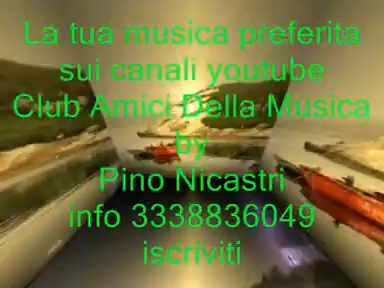 La tua musica preferita
sui canali youtube
Club Amici Della Musica
by
Pino Nicastri
info 3338836049
iscriviti